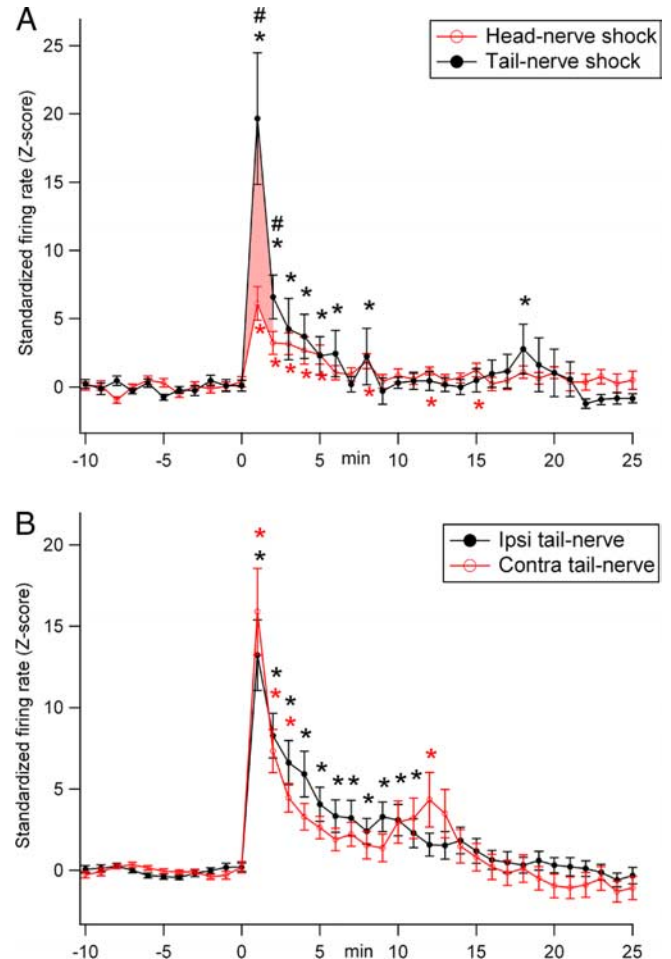 A
#
*
Head-nerve shock
Tail-nerve shock
Standardized firing rate (Z-score)
25
20
15
10
5
0
#
*
* * * * * *
* * * * * * * *
-10 -5 0 5 min 10 15 20 25
B
*
*
Ipsi tail-nerve
Contra tail-nerve
Standardized firing rate (Z-score)
20
15
10
5
0
* * * * * * * * * *
* * *
-10 -5 0 5 min 10 15 20 25